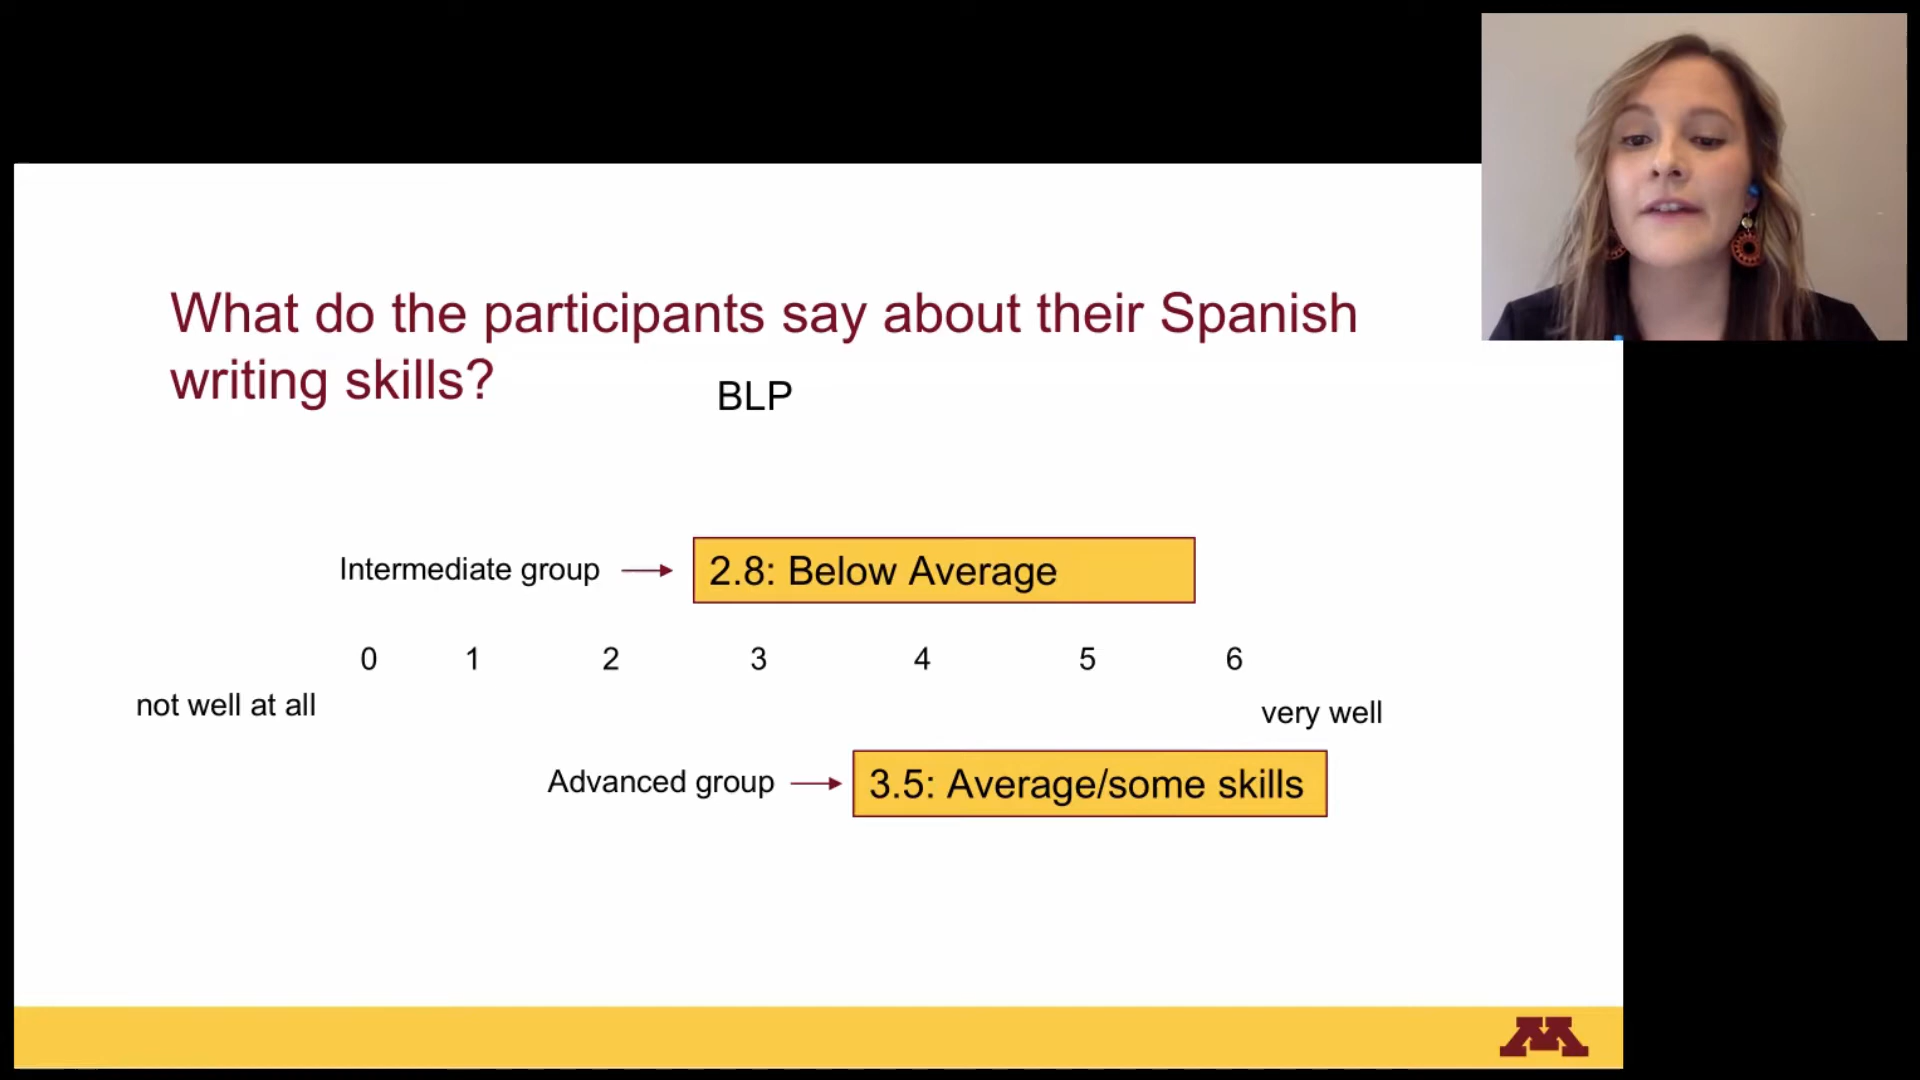 What do the participants say about their Spanish
writing skills?
BLP
Intermediate group
2.8: Below Average
0 1 2 3 4 5 6
not well at all
very well
Advanced group
3.5: Average/some skills
M